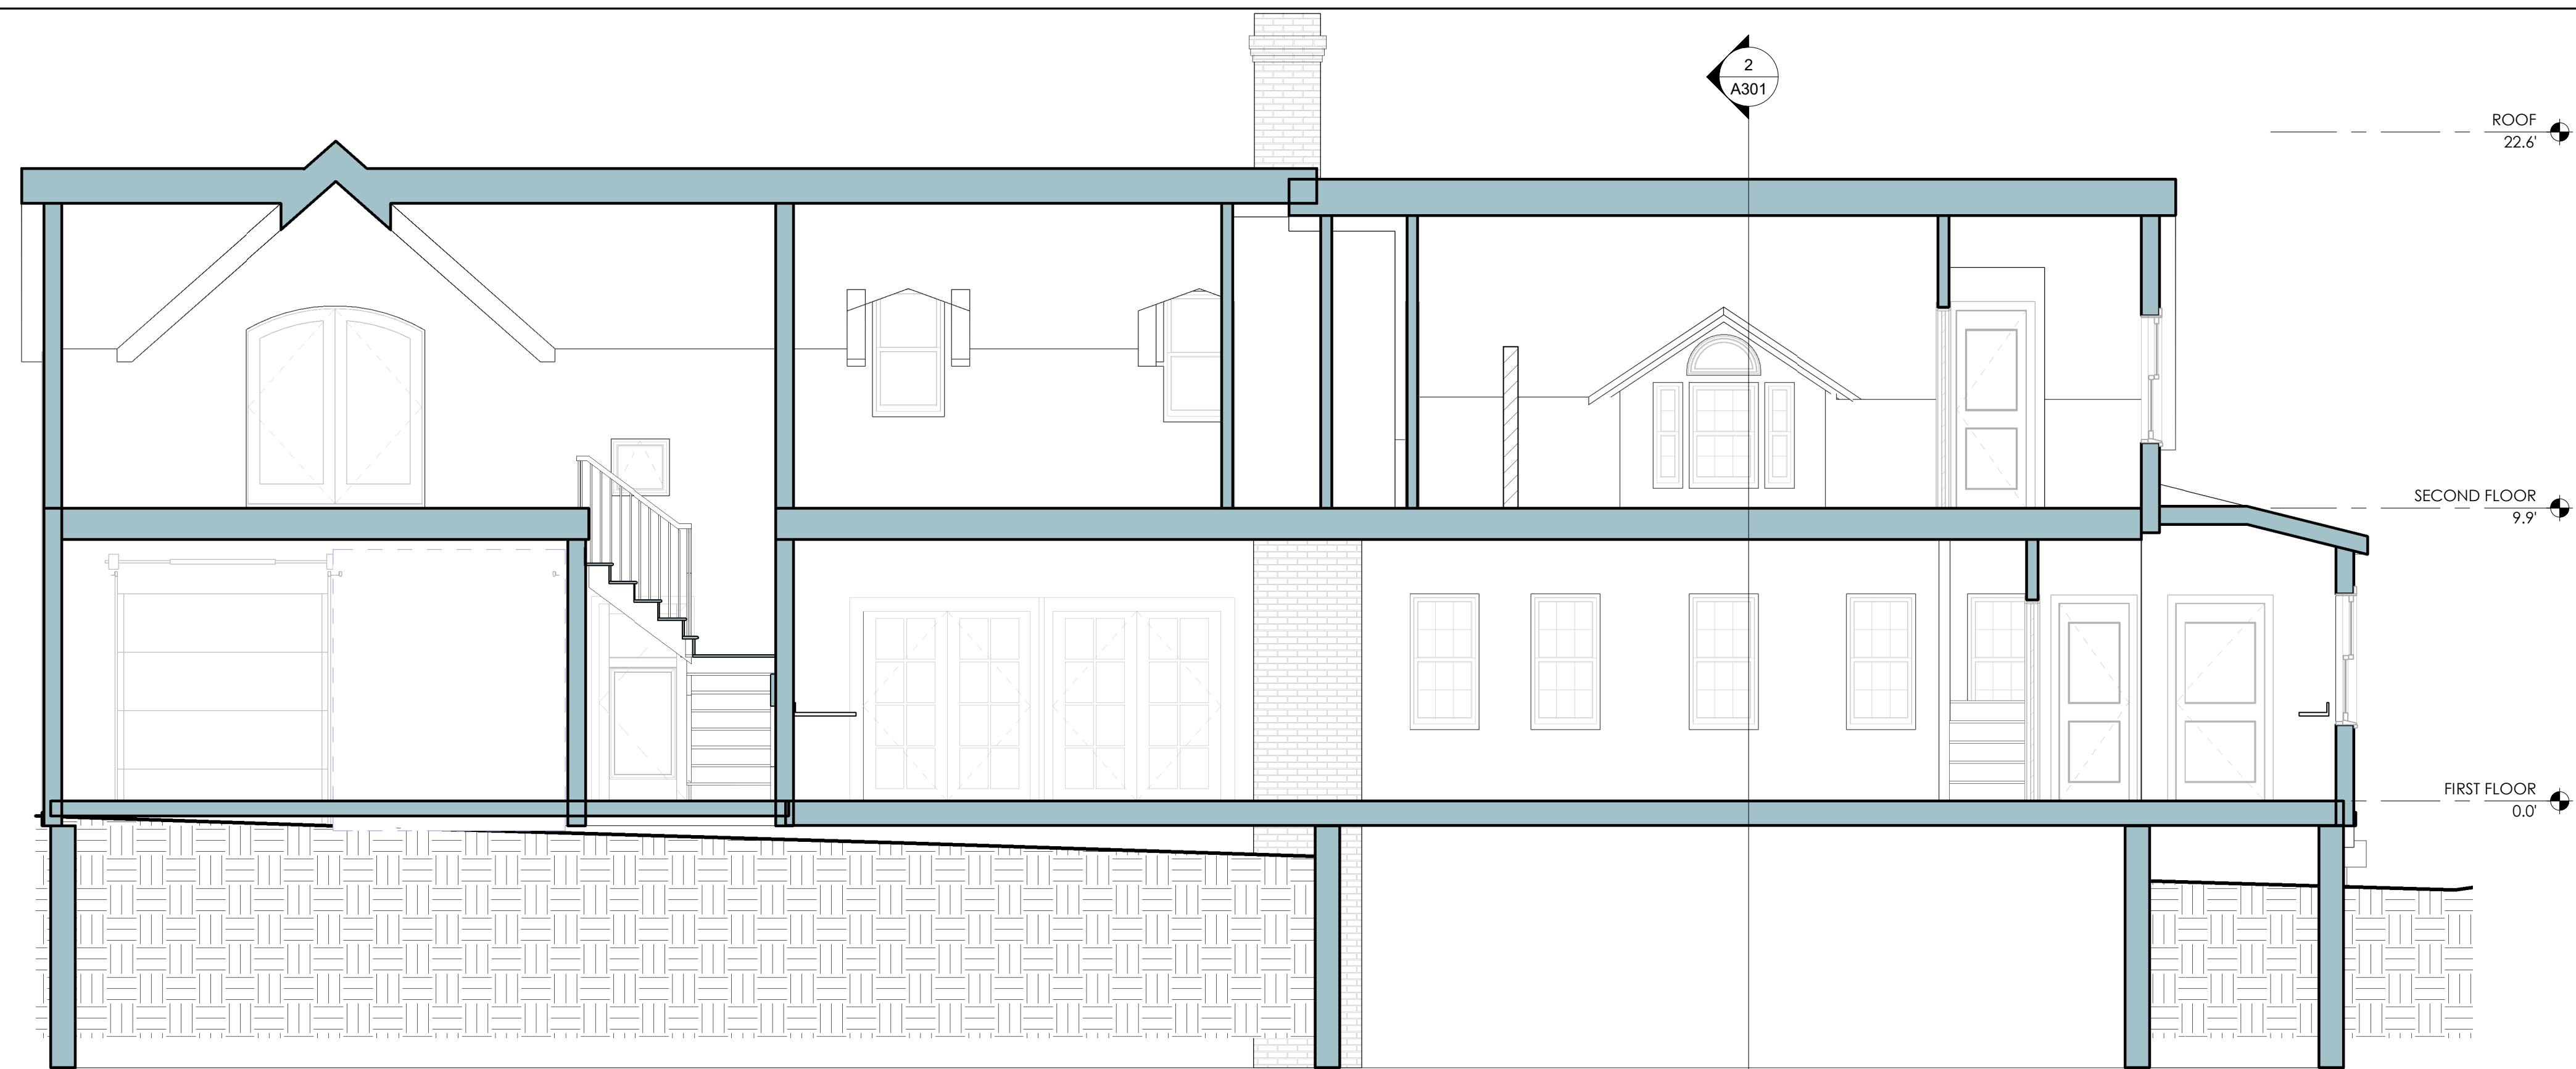 2
A301
ROOF
22.6'
SECOND FLOOR
9.9'
FIRST FLOOR
0.0'